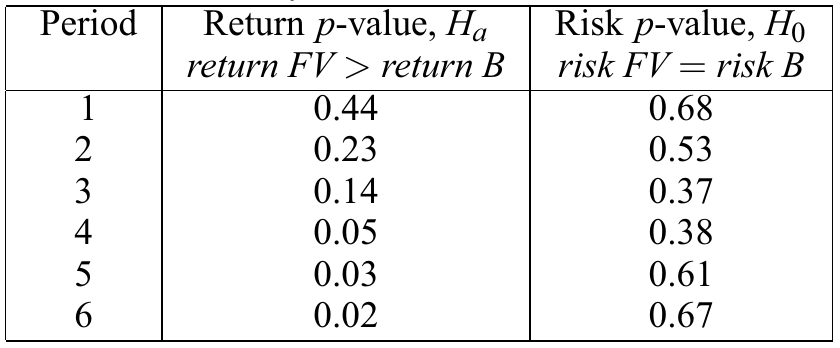 Period Return p-value, Hₐ Risk p-value, H₀
return FV > return B risk FV = risk B
1 0.44 0.68
2 0.23 0.53
3 0.14 0.37
4 0.05 0.38
5 0.03 0.61
6 0.02 0.67